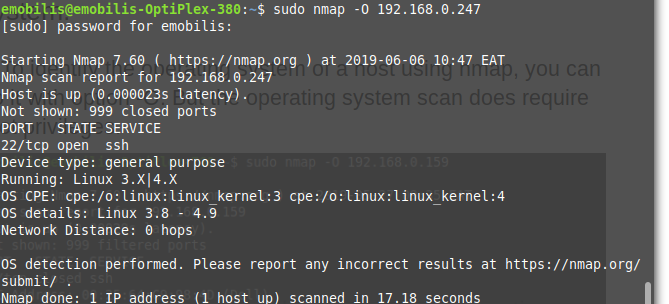 emobilis@emobilis-OptiPlex-380:~$ sudo nmap -O 192.168.0.247
[sudo] password for emobilis:
Starting Nmap 7.60 ( https://nmap.org ) at 2019-06-06 10:47 EAT
Nmap scan report for 192.168.0.247
Host is up (0.000023s latency).
Not shown: 999 closed ports
PORT   STATE SERVICE
22/tcp open  ssh
Device type: general purpose
Running: Linux 3.X|4.X
OS CPE: cpe:/o:linux:linux_kernel:3 cpe:/o:linux:linux_kernel:4
OS details: Linux 3.8 - 4.9
Network Distance: 0 hops
OS detection performed. Please report any incorrect results at https://nmap.org/
submit/ .
Nmap done: 1 IP address (1 host up) scanned in 17.18 seconds